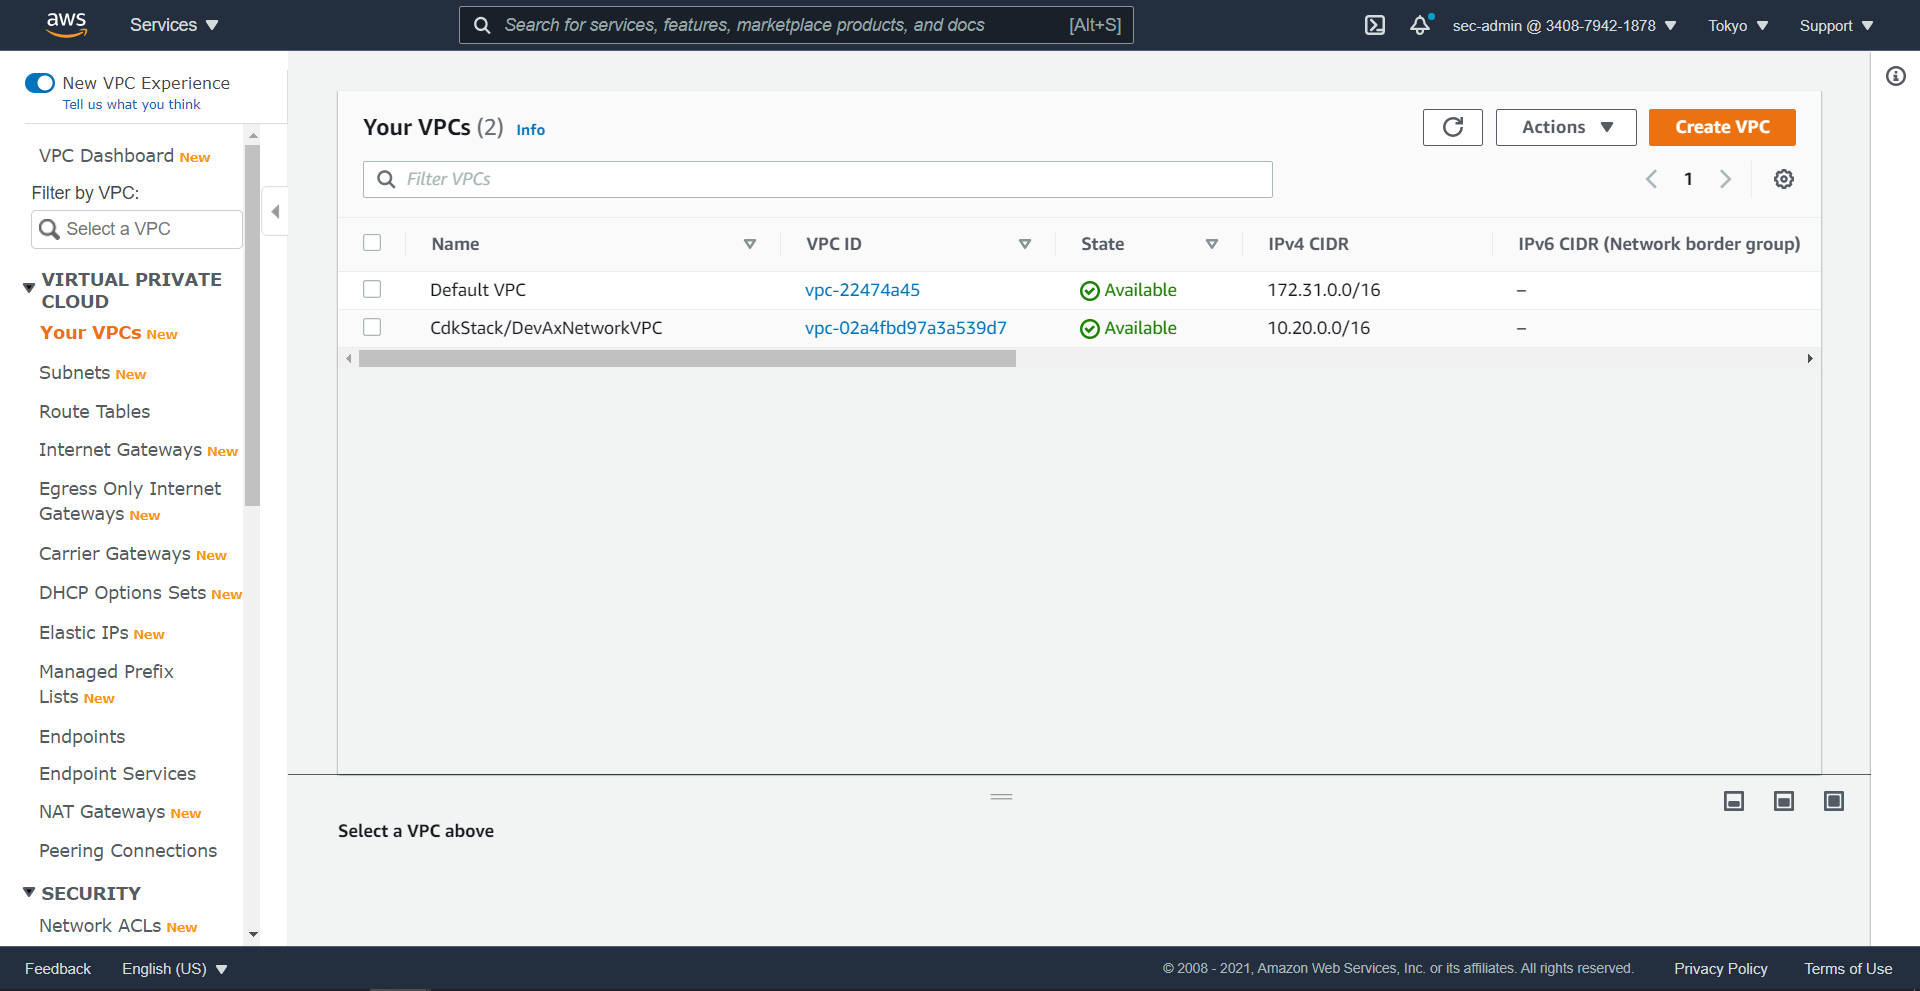 aws Services Search for services, features, marketplace products, and docs [Alt+S] sec-admin @ 3408-7942-1878 Tokyo Support
New VPC Experience
Tell us what you think
VPC Dashboard New
Filter by VPC:
Select a VPC
VIRTUAL PRIVATE
CLOUD
Your VPCs New
Subnets New
Route Tables
Internet Gateways New
Egress Only Internet
Gateways New
Carrier Gateways New
DHCP Options Sets New
Elastic IPs New
Managed Prefix
Lists New
Endpoints
Endpoint Services
NAT Gateways New
Peering Connections
SECURITY
Network ACLs New
Your VPCs (2) Info Actions Create VPC
Filter VPCs 1
Name VPC ID State IPv4 CIDR IPv6 CIDR (Network border group)
Default VPC vpc-22474a45 Available 172.31.0.0/16 –
CdkStack/DevAxNetworkVPC vpc-02a4fbd97a3a539d7 Available 10.20.0.0/16 –
Select a VPC above
Feedback English (US) © 2008 - 2021, Amazon Web Services, Inc. or its affiliates. All rights reserved. Privacy Policy Terms of Use